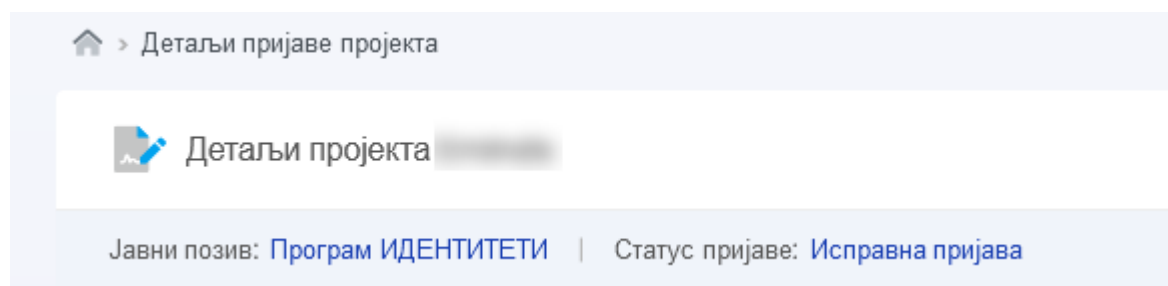 > Детаљи пријаве пројекта
Детаљи пројекта
Јавни позив: Програм ИДЕНТИТЕТИ | Статус пријаве: Исправна пријава